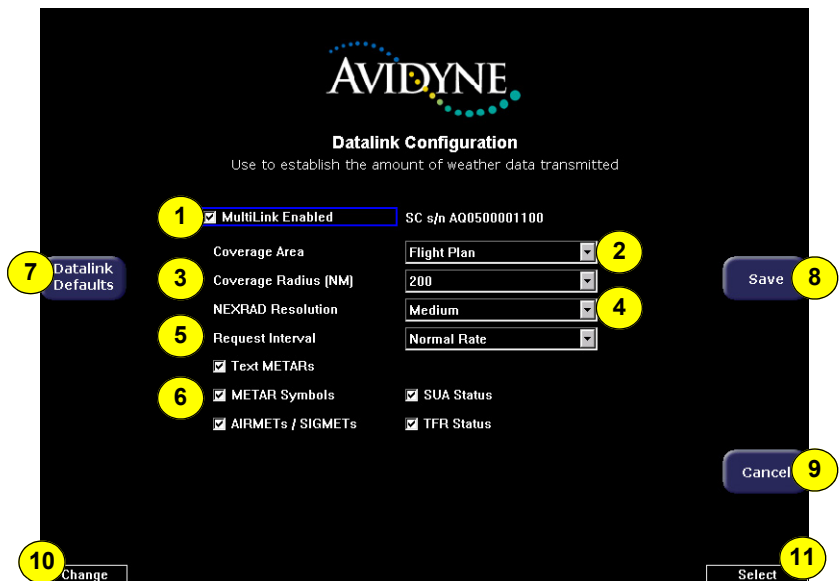 AVIDYNE
Datalink Configuration
Use to establish the amount of weather data transmitted
1 MultiLink Enabled SC s/n AQ0500001100
Coverage Area Flight Plan 2
7 Datalink
Defaults
3 Coverage Radius (NM) 200
Save 8
NEXRAD Resolution Medium 4
5 Request Interval Normal Rate
Text METARs
6 METAR Symbols SUA Status
AIRMETs / SIGMETs TFR Status
Cancel 9
10 Change
Select 11